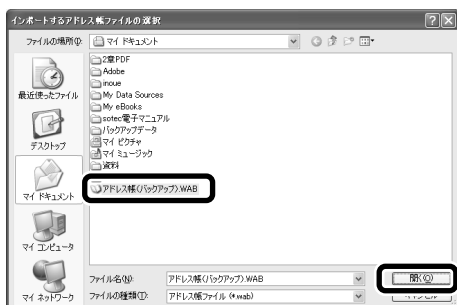 インポートするアドレス帳ファイルの選択
ファイルの場所(I):
マイ ドキュメント
最近使ったファイル
デスクトップ
マイ ドキュメント
マイ コンピュータ
マイ ネットワーク
2章PDF
Adobe
inoue
My Data Sources
My eBooks
sotec電子マニュアル
バックアップデータ
マイ ピクチャ
マイ ミュージック
資料
アドレス帳(バックアップ).WAB
ファイル名(N):
アドレス帳(バックアップ).WAB
開く(O)
ファイルの種類(T):
アドレス帳ファイル (*.wab)
キャンセル